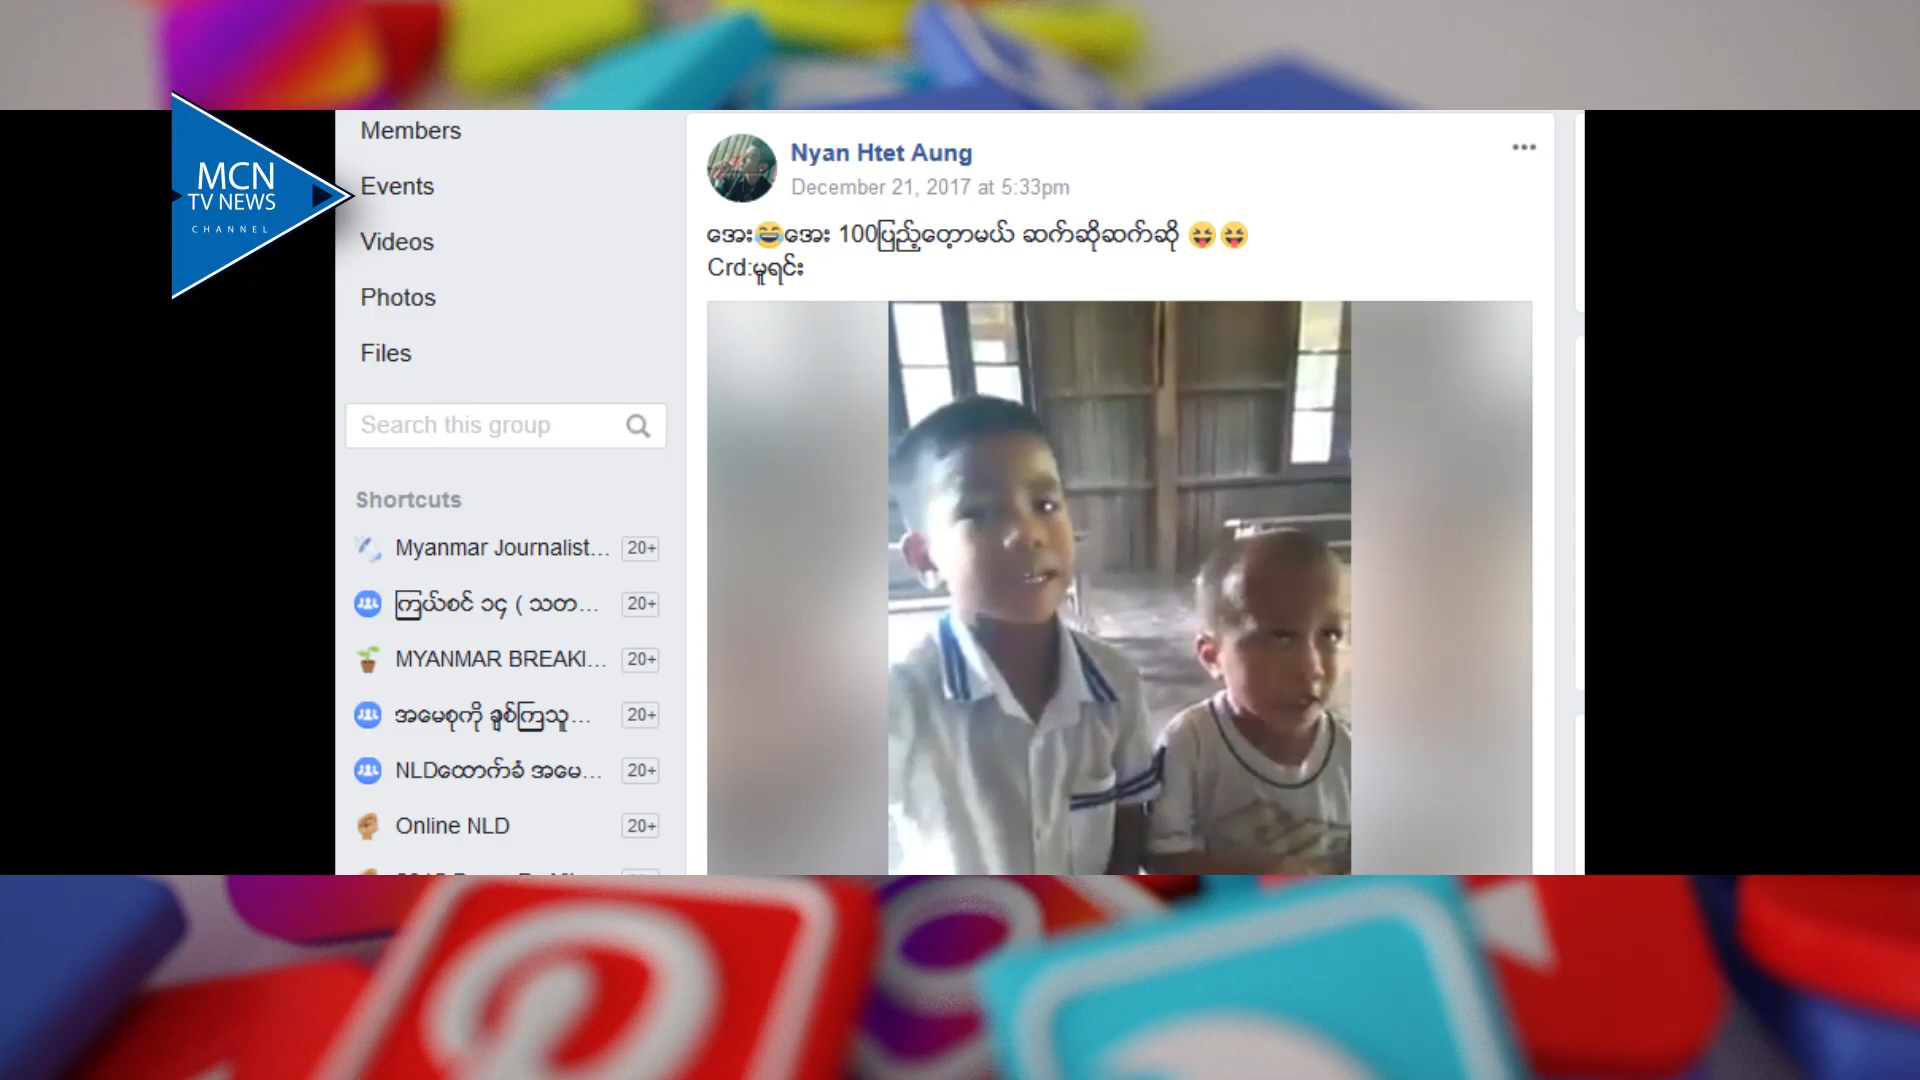 MCN
TV NEWS
CHANNEL
Members
Events
Videos
Photos
Files
Search this group
Shortcuts
Myanmar Journalist... 20+
ကြယ်စင် ၁၄ ( သတ... 20+
MYANMAR BREAKI... 20+
အမေစုကို ချစ်ကြသူ... 20+
NLDထောက်ခံ အမေ... 20+
Online NLD 20+
Nyan Htet Aung
December 21, 2017 at 5:33pm
အေး😂အေး 100ပြည့်တော့မယ် ဆက်ဆိုဆက်ဆို 😝😝
Crd:မူရင်း